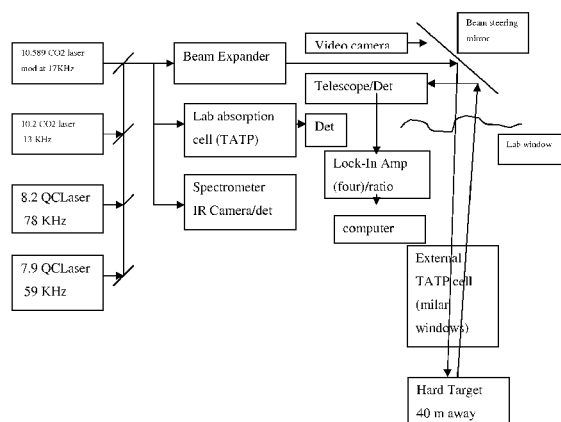 10.589 CO2 laser
mod at 17KHz
10.2 CO2 laser
13 KHz
8.2 QCLaser
78 KHz
7.9 QCLaser
59 KHz
Beam Expander
Lab absorption
cell (TATP)
Det
Spectrometer
IR Camera/det
Video camera
Beam steering
mirror
Telescope/Det
Lab window
Lock-In Amp
(four)/ratio
computer
External
TATP cell
(milar
windows)
Hard Target
40 m away